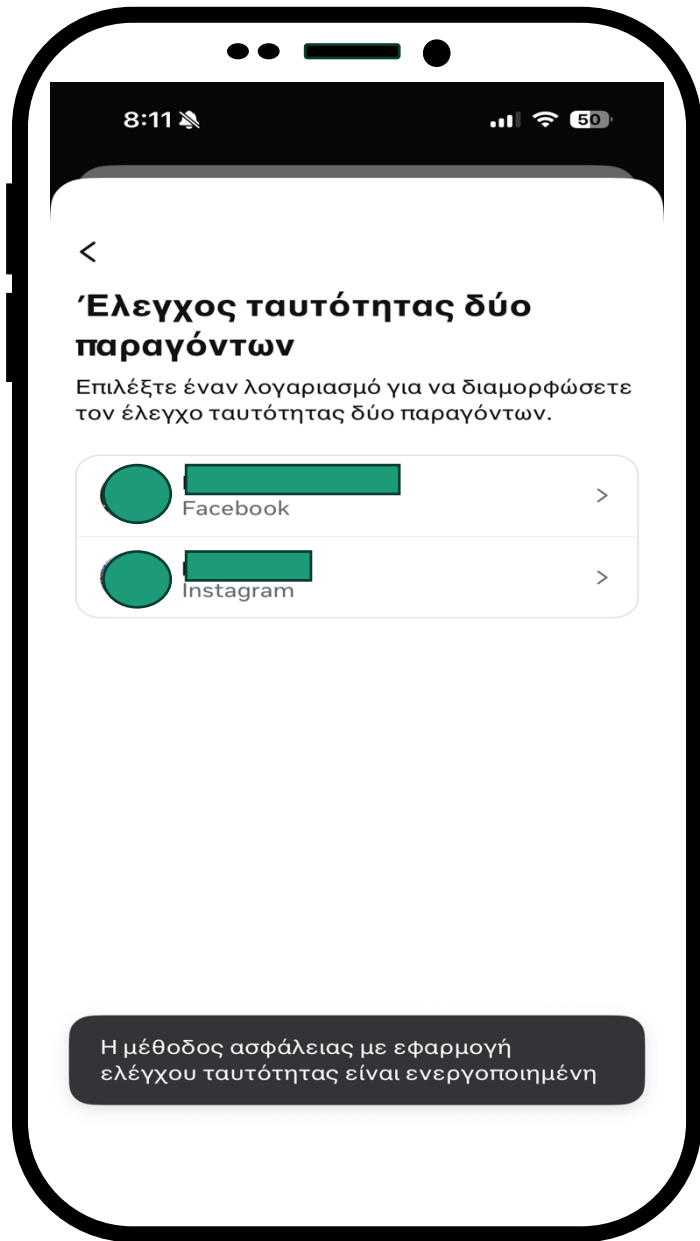 8:11
50
Έλεγχος ταυτότητας δύο
παραγόντων
Επιλέξτε έναν λογαριασμό για να διαμορφώσετε
τον έλεγχο ταυτότητας δύο παραγόντων.
Facebook
Instagram
Η μέθοδος ασφάλειας με εφαρμογή
ελέγχου ταυτότητας είναι ενεργοποιημένη